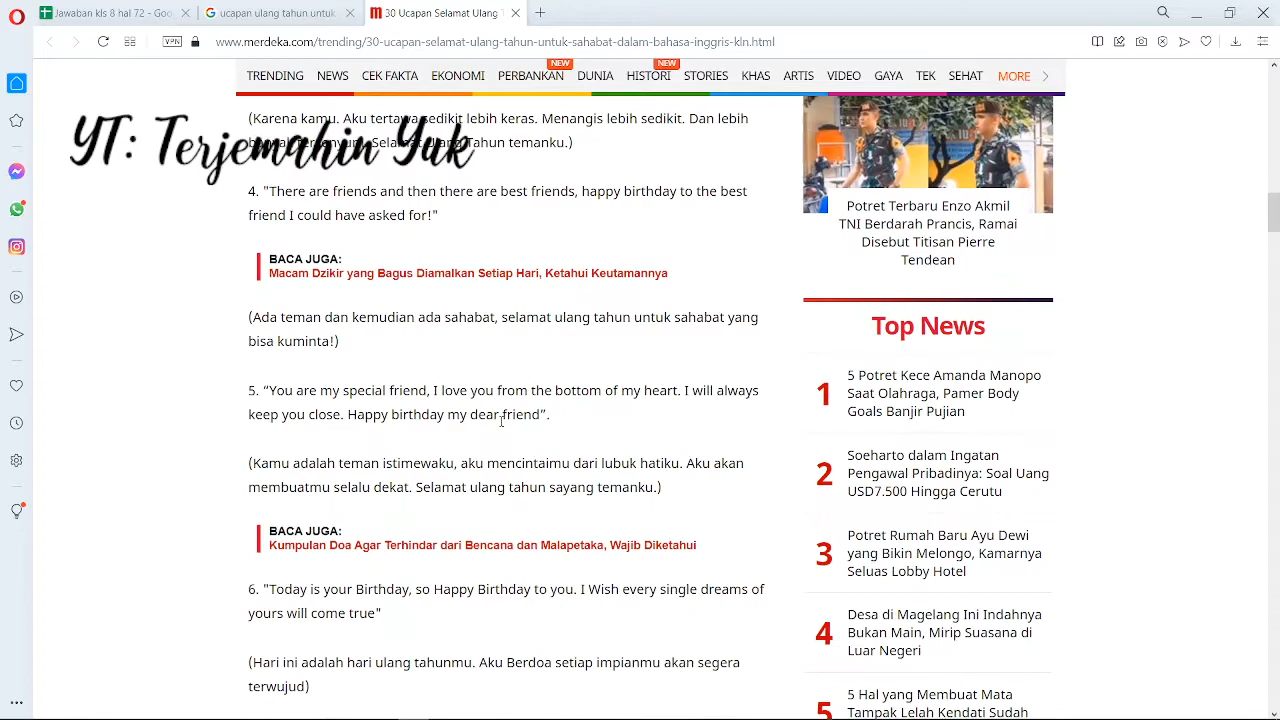 Jawaban kls 8 hal 72 - Goo
ucapan ulang tahun untuk
30 Ucapan Selamat Ulang T
VPN
www.merdeka.com/trending/30-ucapan-selamat-ulang-tahun-untuk-sahabat-dalam-bahasa-inggris-kln.html
NEW NEW
TRENDING NEWS CEK FAKTA EKONOMI PERBANKAN DUNIA HISTORI STORIES KHAS ARTIS VIDEO GAYA TEK SEHAT MORE
YT: Terjemahin Yuk
(Karena kamu. Aku tertawa sedikit lebih keras. Menangis lebih sedikit. Dan lebih
Selamat Ulang Tahun temanku.)
4. "There are friends and then there are best friends, happy birthday to the best
friend I could have asked for!"
BACA JUGA:
Macam Dzikir yang Bagus Diamalkan Setiap Hari, Ketahui Keutamannya
(Ada teman dan kemudian ada sahabat, selamat ulang tahun untuk sahabat yang
bisa kuminta!)
5. “You are my special friend, I love you from the bottom of my heart. I will always
keep you close. Happy birthday my dear friend”.
(Kamu adalah teman istimewaku, aku mencintaimu dari lubuk hatiku. Aku akan
membuatmu selalu dekat. Selamat ulang tahun sayang temanku.)
BACA JUGA:
Kumpulan Doa Agar Terhindar dari Bencana dan Malapetaka, Wajib Diketahui
6. "Today is your Birthday, so Happy Birthday to you. I Wish every single dreams of
yours will come true"
(Hari ini adalah hari ulang tahunmu. Aku Berdoa setiap impianmu akan segera
terwujud)
Potret Terbaru Enzo Akmil
TNI Berdarah Prancis, Ramai
Disebut Titisan Pierre
Tendean
Top News
1
5 Potret Kece Amanda Manopo
Saat Olahraga, Pamer Body
Goals Banjir Pujian
2
Soeharto dalam Ingatan
Pengawal Pribadinya: Soal Uang
USD7.500 Hingga Cerutu
3
Potret Rumah Baru Ayu Dewi
yang Bikin Melongo, Kamarnya
Seluas Lobby Hotel
4
Desa di Magelang Ini Indahnya
Bukan Main, Mirip Suasana di
Luar Negeri
5
5 Hal yang Membuat Mata
Tampak Lelah Kendati Sudah